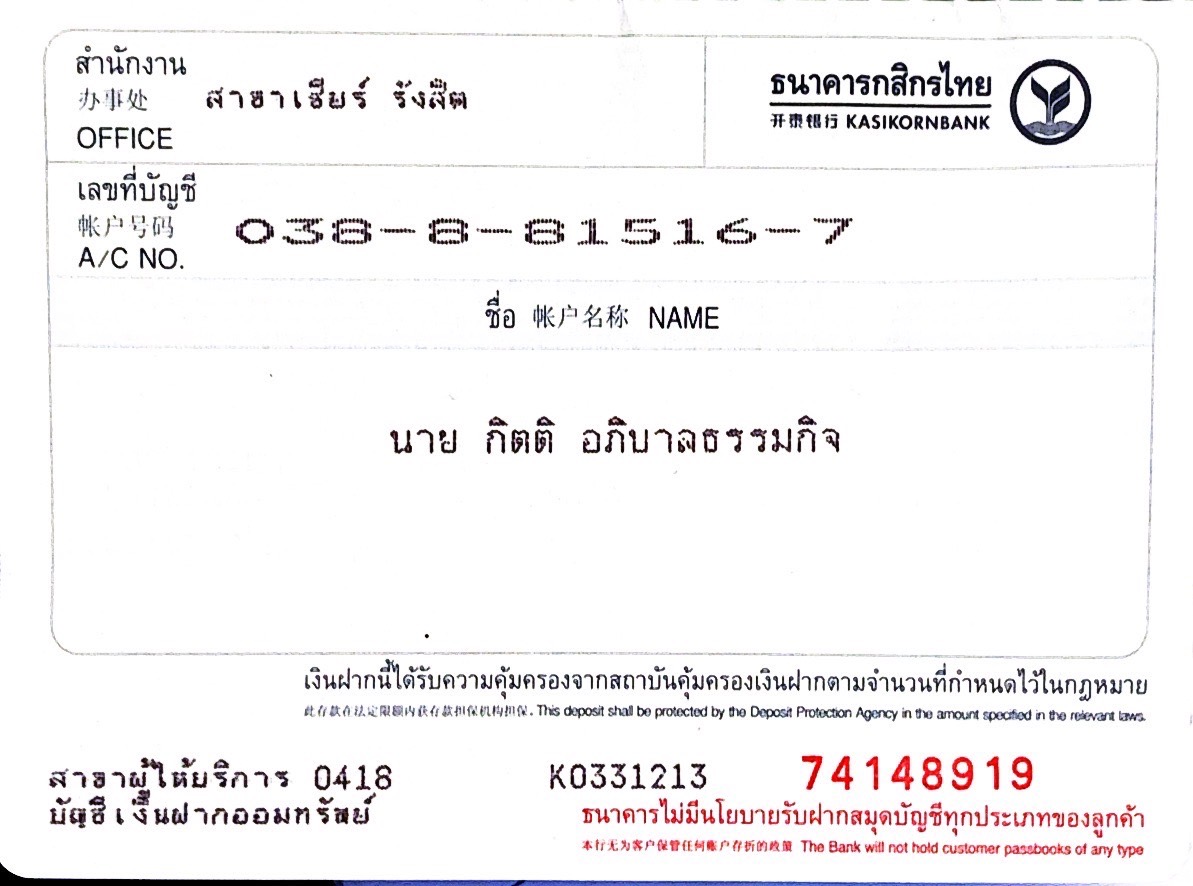 สำนักงาน
办事处 สาขาเซียร์ รังสิต
OFFICE
ธนาคารกสิกรไทย
开泰银行 KASIKORNBANK
เลขที่บัญชี
帐户号码 038-8-81516-7
A/C NO.
ชื่อ 帐户名称 NAME
นาย กิตติ อภิบาลธรรมกิจ
เงินฝากนี้ได้รับความคุ้มครองจากสถาบันคุ้มครองเงินฝากตามจำนวนที่กำหนดไว้ในกฎหมาย
此存款在法定限额内获存款担保机构担保. This deposit shall be protected by the Deposit Protection Agency in the amount specified in the relevant laws.
สาขาผู้ให้บริการ 0418 K0331213 74148919
บัญชีเงินฝากออมทรัพย์ ธนาคารไม่มีนโยบายรับฝากสมุดบัญชีทุกประเภทของลูกค้า
本行无为客户保管任何账户存折的政策 The Bank will not hold customer passbooks of any type